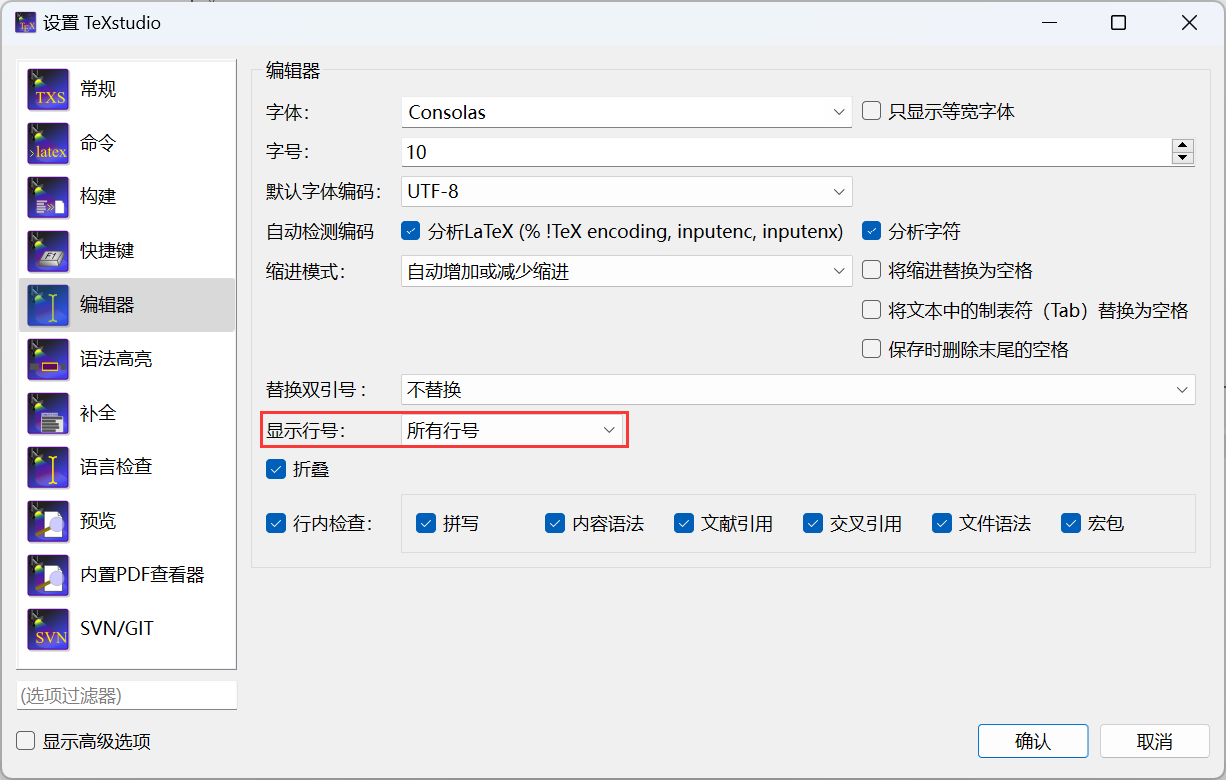 设置 TeXstudio
常规
命令
构建
快捷键
编辑器
语法高亮
补全
语言检查
预览
内置PDF查看器
SVN/GIT
(选项过滤器)
显示高级选项
编辑器
字体： Consolas 只显示等宽字体
字号： 10
默认字体编码： UTF-8
自动检测编码 分析LaTeX (% !TeX encoding, inputenc, inputenx) 分析字符
缩进模式： 自动增加或减少缩进 将缩进替换为空格
将文本中的制表符（Tab）替换为空格
保存时删除末尾的空格
替换双引号： 不替换
显示行号： 所有行号
折叠
行内检查： 拼写 内容语法 文献引用 交叉引用 文件语法 宏包
确认 取消